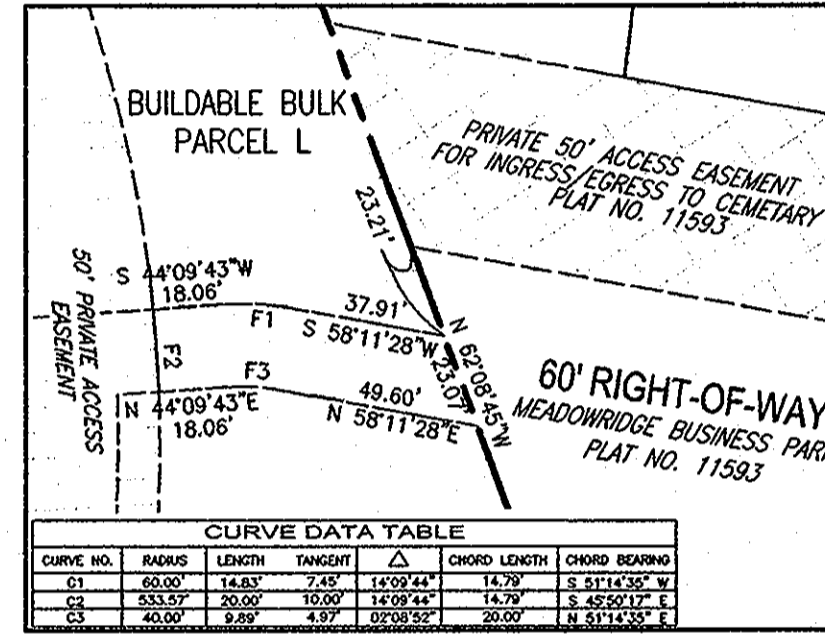 BUILDABLE BULK
PARCEL L
PRIVATE 50' ACCESS EASEMENT
FOR INGRESS/EGRESS TO CEMETARY
PLAT NO. 11593
23.21'
50' PRIVATE ACCESS
EASEMENT
S 44°09'43"W
18.06'
F1
37.91'
S 58°11'28"W
N 62°08'45"W
23.07'
F2
F3
N 44°09'43"E
18.06'
49.60'
N 58°11'28"E
60' RIGHT-OF-WAY
MEADOWRIDGE BUSINESS PARK
PLAT NO. 11593
CURVE DATA TABLE
CURVE NO. RADIUS LENGTH TANGENT △ CHORD LENGTH CHORD BEARING
C1 60.00' 14.83' 7.45' 14°09'44" 14.79' S 51°14'35" W
C2 533.57' 20.00' 10.00' 14°09'44" 14.79' S 45°50'17" E
C3 40.00' 9.89' 4.97' 02°08'52" 20.00' N 51°14'35" E